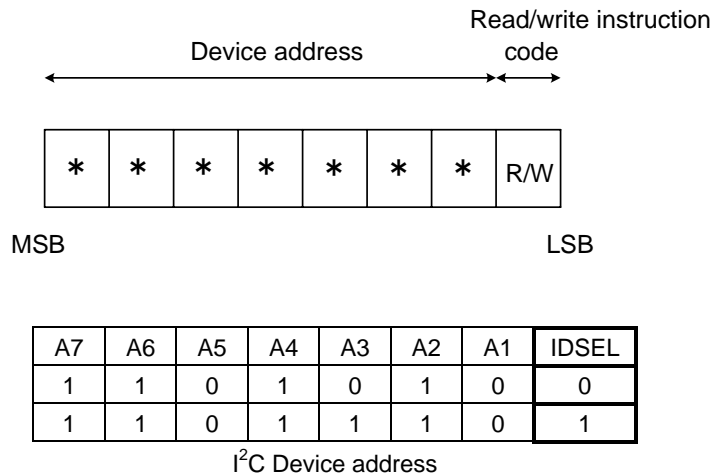 Read/write instruction
Device address code
* * * * * * * R/W
MSB LSB
A7 A6 A5 A4 A3 A2 A1 IDSEL
1 1 0 1 0 1 0 0
1 1 0 1 1 1 0 1
I²C Device address